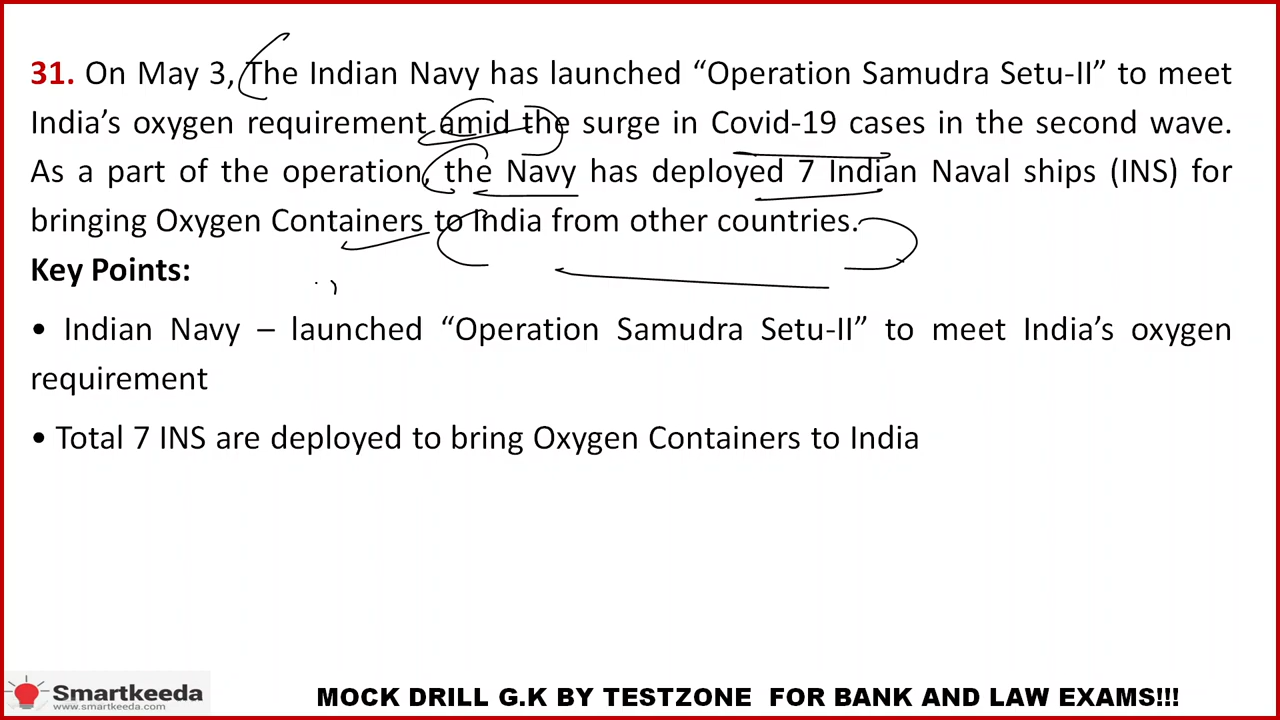 31. On May 3, The Indian Navy has launched “Operation Samudra Setu-II” to meet
India’s oxygen requirement amid the surge in Covid-19 cases in the second wave.
As a part of the operation, the Navy has deployed 7 Indian Naval ships (INS) for
bringing Oxygen Containers to India from other countries.
Key Points:
• Indian Navy – launched “Operation Samudra Setu-II” to meet India’s oxygen
requirement
• Total 7 INS are deployed to bring Oxygen Containers to India
Smartkeeda
www.smartkeeda.com
MOCK DRILL G.K BY TESTZONE FOR BANK AND LAW EXAMS!!!